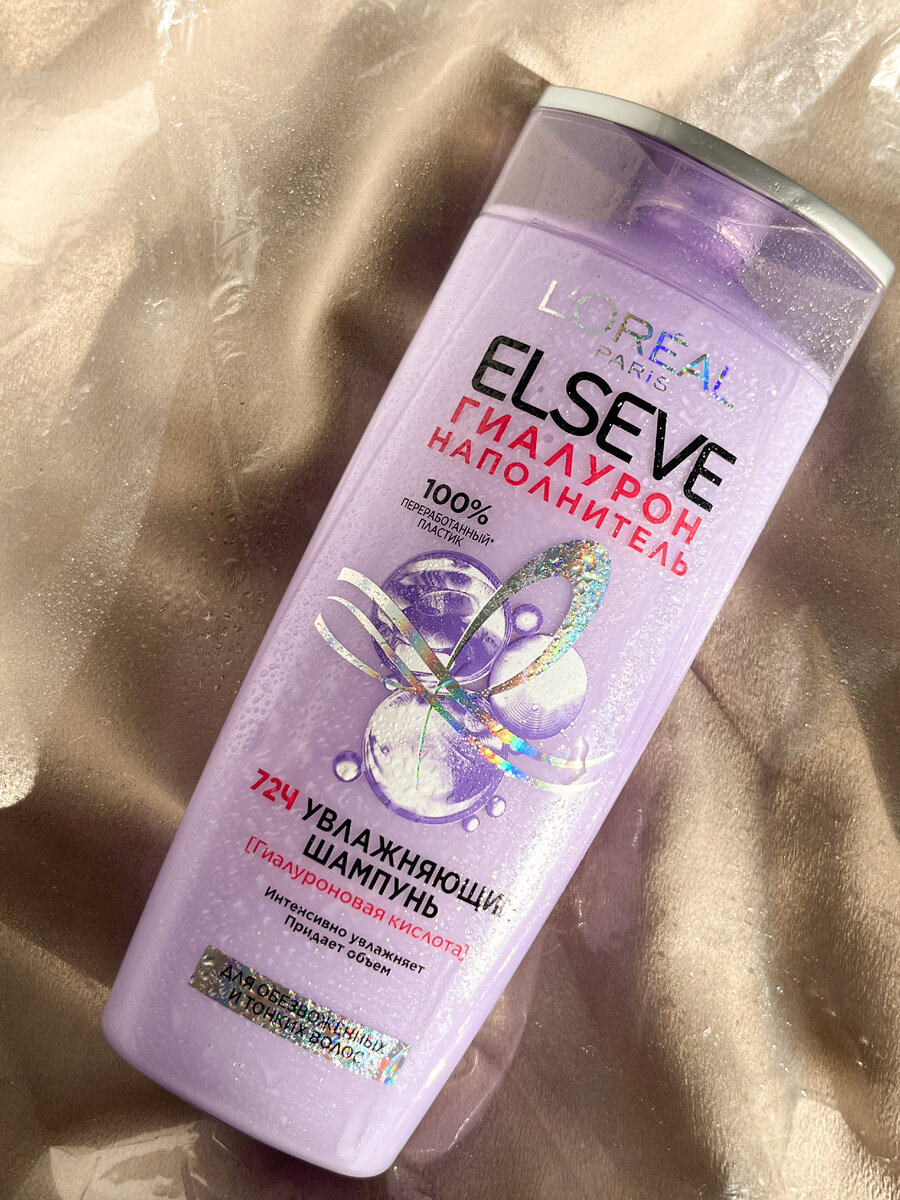 L'ORÉAL
PARIS
ELSEVE
ГИАЛУРОН
НАПОЛНИТЕЛЬ
100%
ПЕРЕРАБОТАННЫЙ*
ПЛАСТИК
72Ч УВЛАЖНЯЮЩИЙ
ШАМПУНЬ
[Гиалуроновая кислота]
Интенсивно увлажняет
Придает объем
ДЛЯ ОБЕЗВОЖЕННЫХ
И ТОНКИХ ВОЛОС